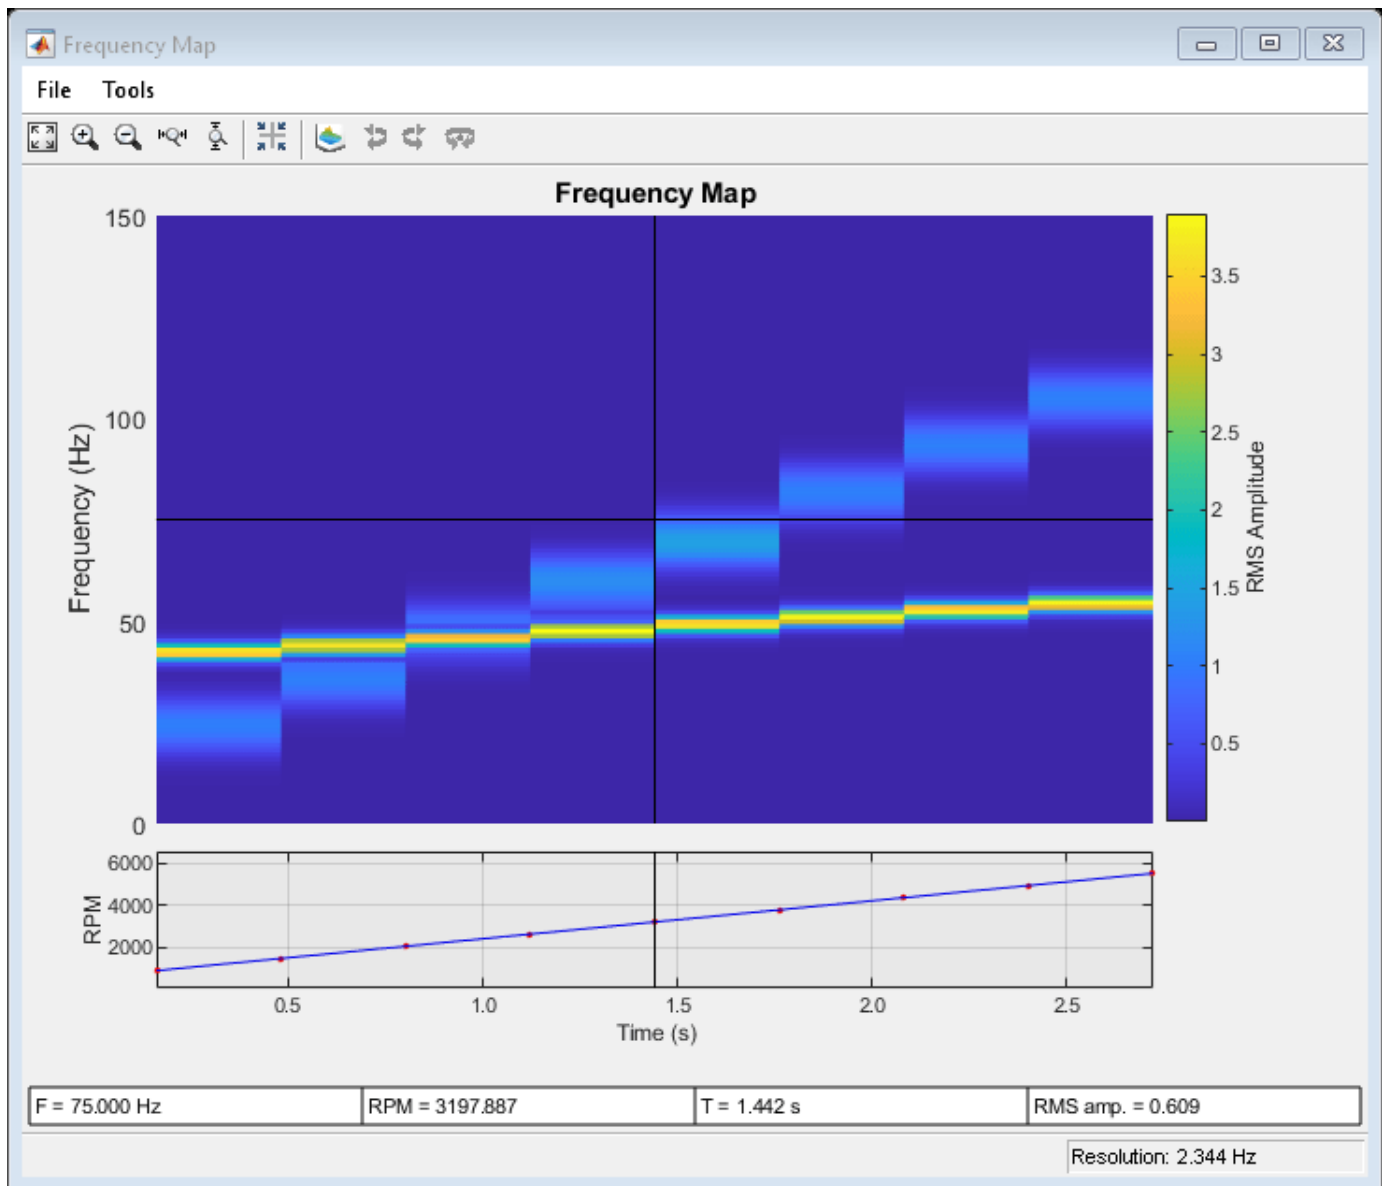 Frequency Map
File Tools
Frequency Map
150
100
50
0
Frequency (Hz)
3.5
3
2.5
2
1.5
1
0.5
RMS Amplitude
6000
4000
2000
RPM
0.5 1.0 1.5 2.0 2.5
Time (s)
F = 75.000 Hz RPM = 3197.887 T = 1.442 s RMS amp. = 0.609
Resolution: 2.344 Hz